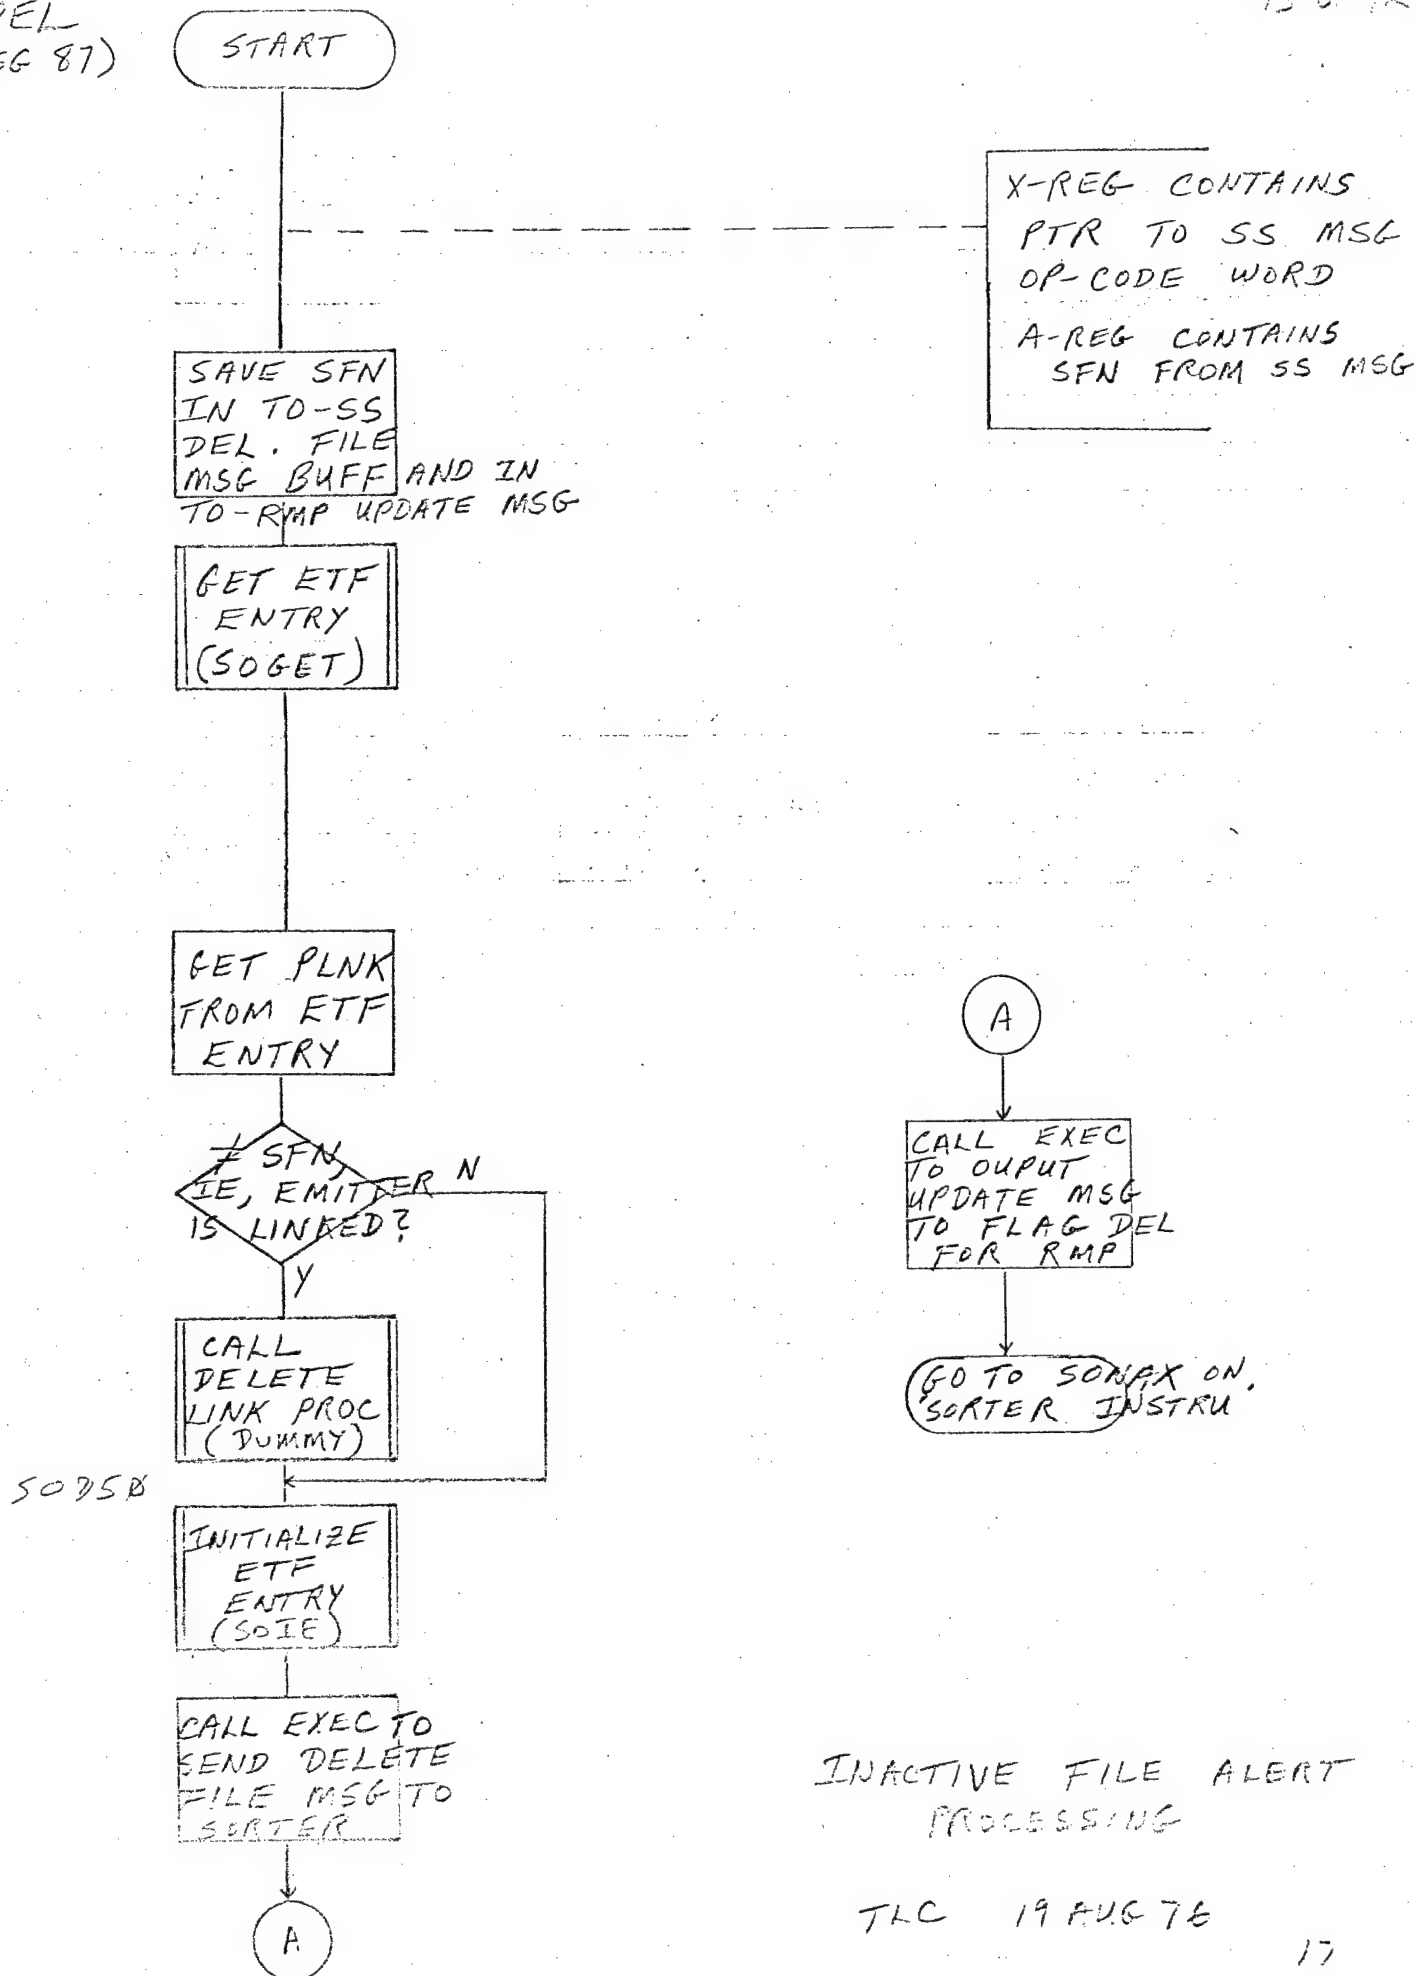 START
X-REG CONTAINS
PTR TO SS MSG
OP-CODE WORD
A-REG CONTAINS
SFN FROM SS MSG
SAVE SFN
IN TO-SS
DEL. FILE
MSG BUFF AND IN
TO-RMP UPDATE MSG
GET ETF
ENTRY
(SOGET)
GET PLNK
FROM ETF
ENTRY
≠ SFN,
IE, EMITTER
IS LINKED?
N
Y
CALL
DELETE
LINK PROC
(DUMMY)
INITIALIZE
ETF
ENTRY
(SOIE)
CALL EXEC TO
SEND DELETE
FILE MSG TO
SORTER
A
A
CALL EXEC
TO OUPUT
UPDATE MSG
TO FLAG DEL
FOR RMP
GO TO SONAX ON
SORTER INSTRU.
INACTIVE FILE ALERT
PROCESSING
TLC 19 AUG 76
17